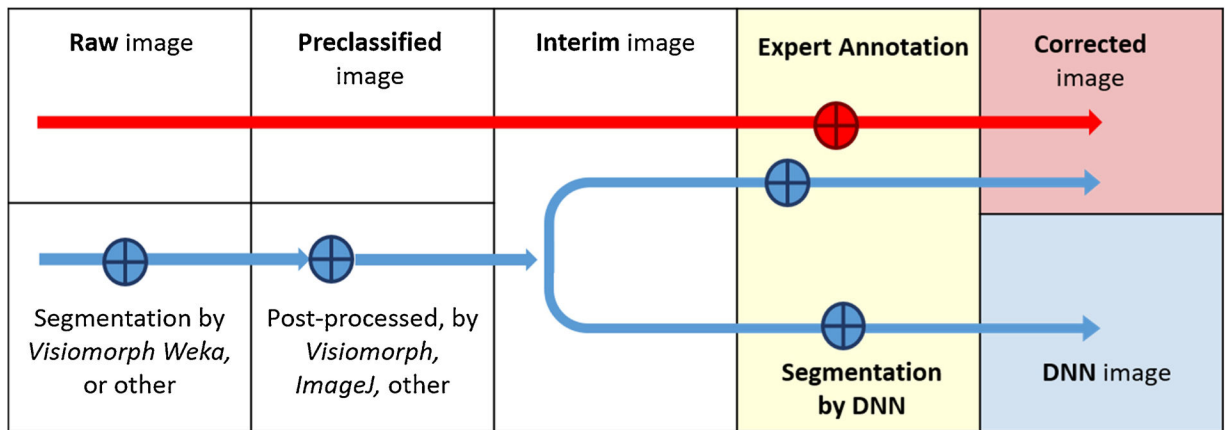 Raw image
Preclassified
image
Interim image
Expert Annotation
Corrected
image
Segmentation by
Visiomorph Weka,
or other
Post-processed, by
Visiomorph,
ImageJ, other
Segmentation
by DNN
DNN image